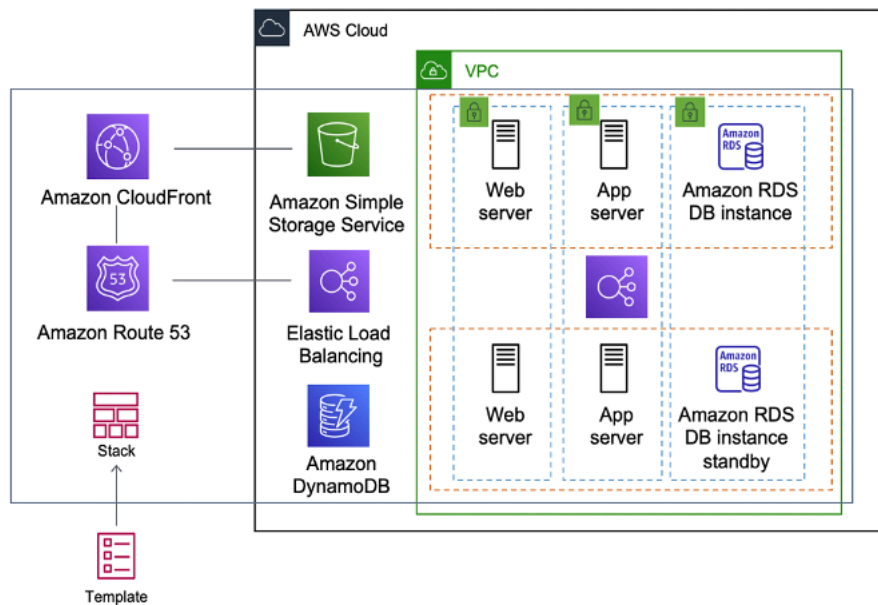 AWS Cloud
VPC
Amazon CloudFront
Amazon Simple
Storage Service
Web
server
App
server
Amazon
RDS
Amazon RDS
DB instance
53
Amazon Route 53
Elastic Load
Balancing
Stack
Amazon
DynamoDB
Web
server
App
server
Amazon
RDS
Amazon RDS
DB instance
standby
Template